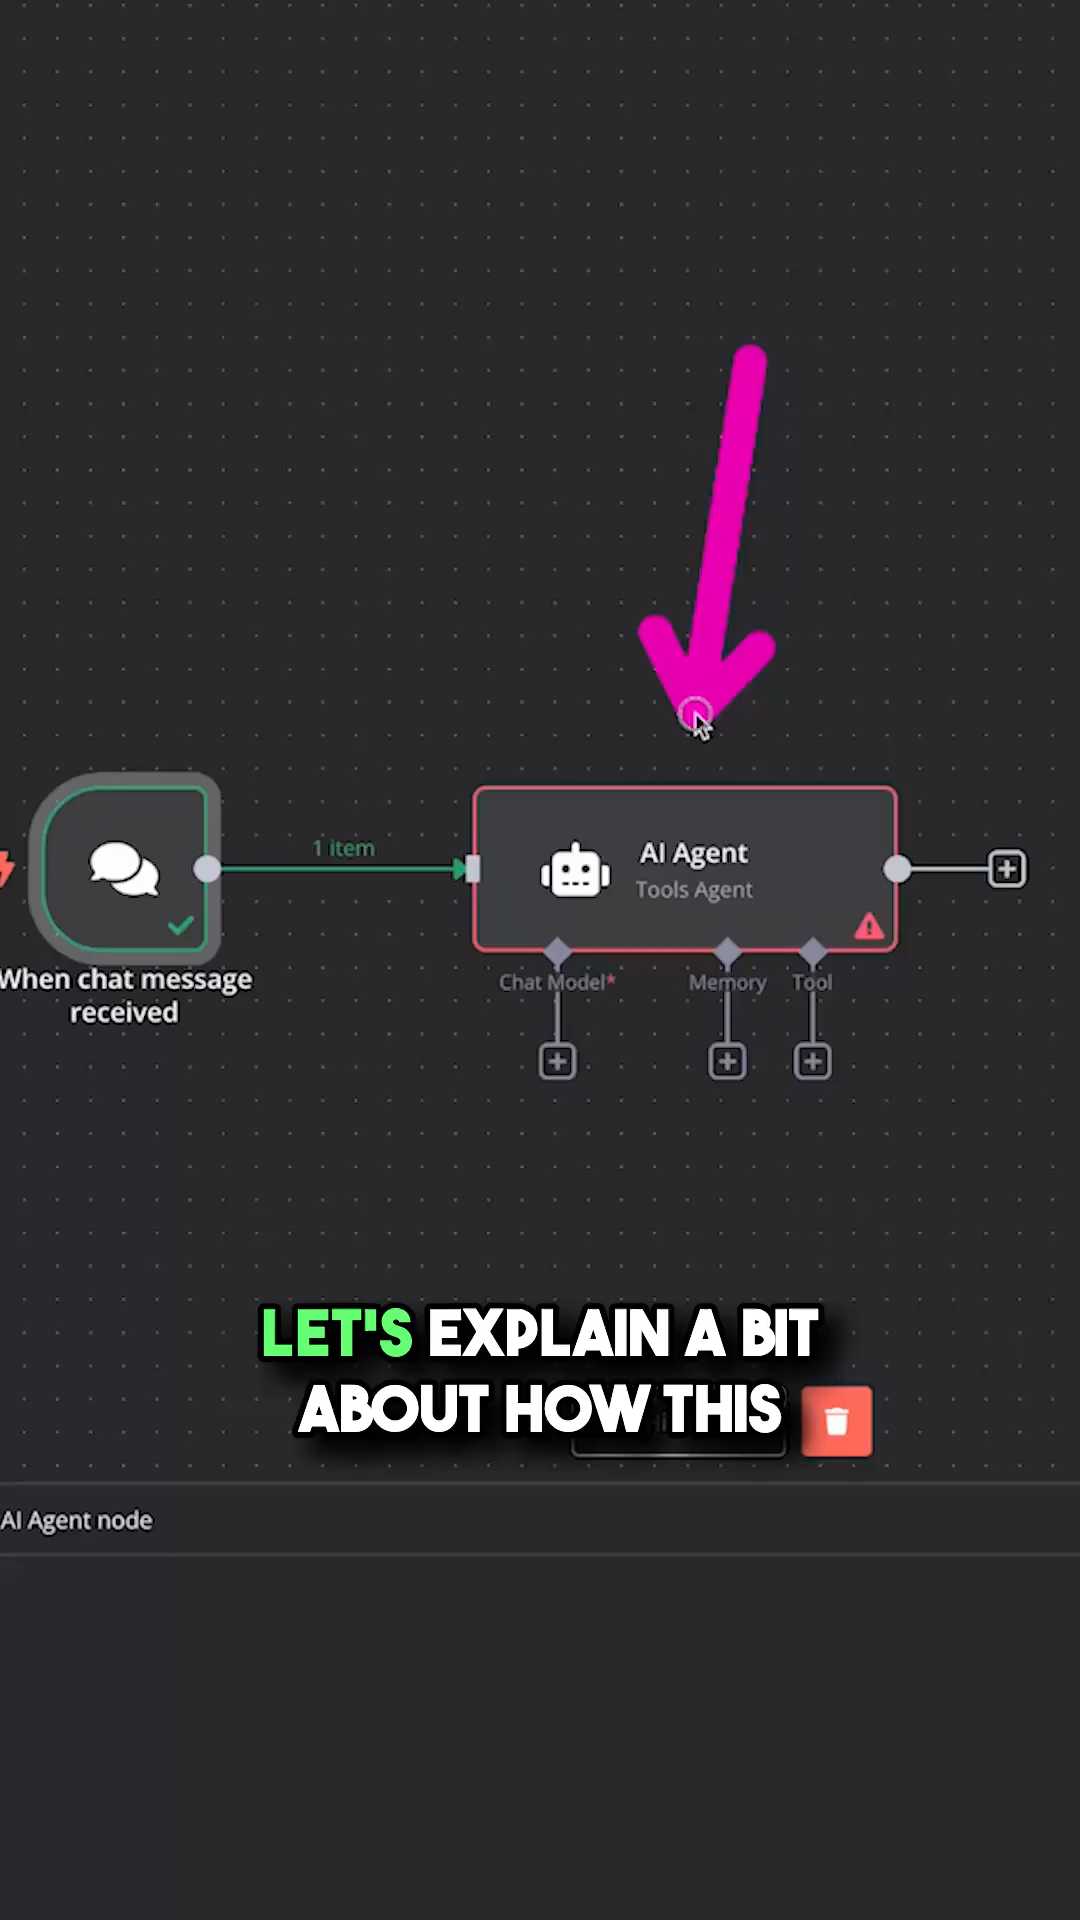 1 item
AI Agent
Tools Agent
When chat message
received
Chat Model*
Memory
Tool
LET'S EXPLAIN A BIT
ABOUT HOW THIS
AI Agent node